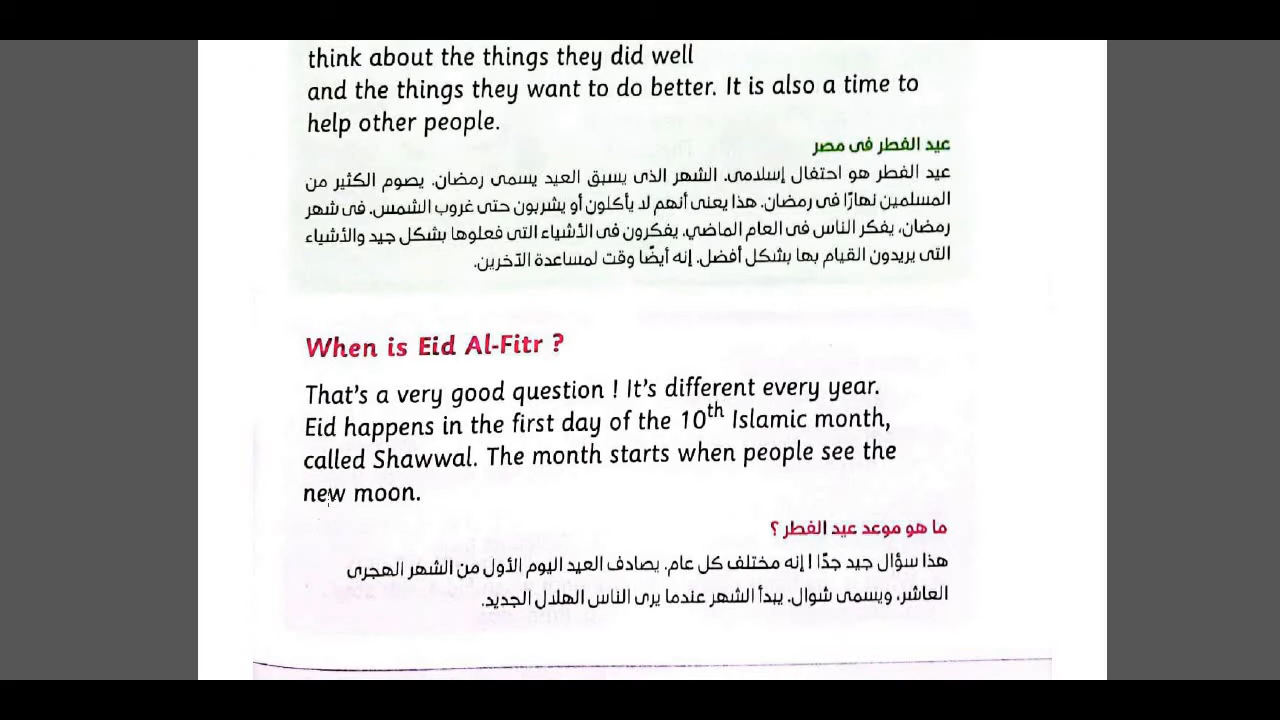 think about the things they did well
and the things they want to do better. It is also a time to
help other people.
عيد الفطر فى مصر
عيد الفطر هو احتفال إسلامى. الشهر الذى يسبق العيد يسمى رمضان. يصوم الكثير من
المسلمين نهارًا فى رمضان. هذا يعنى أنهم لا يأكلون أو يشربون حتى غروب الشمس. فى شهر
رمضان، يفكر الناس فى العام الماضي. يفكرون فى الأشياء التى فعلوها بشكل جيد والأشياء
التى يريدون القيام بها بشكل أفضل. إنه أيضًا وقت لمساعدة الآخرين.
When is Eid Al-Fitr ?
That's a very good question ! It's different every year.
Eid happens in the first day of the 10th Islamic month,
called Shawwal. The month starts when people see the
new moon.
ما هو موعد عيد الفطر ؟
هذا سؤال جيد جدًا ! إنه مختلف كل عام. يصادف العيد اليوم الأول من الشهر الهجرى
العاشر، ويسمى شوال. يبدأ الشهر عندما يرى الناس الهلال الجديد.